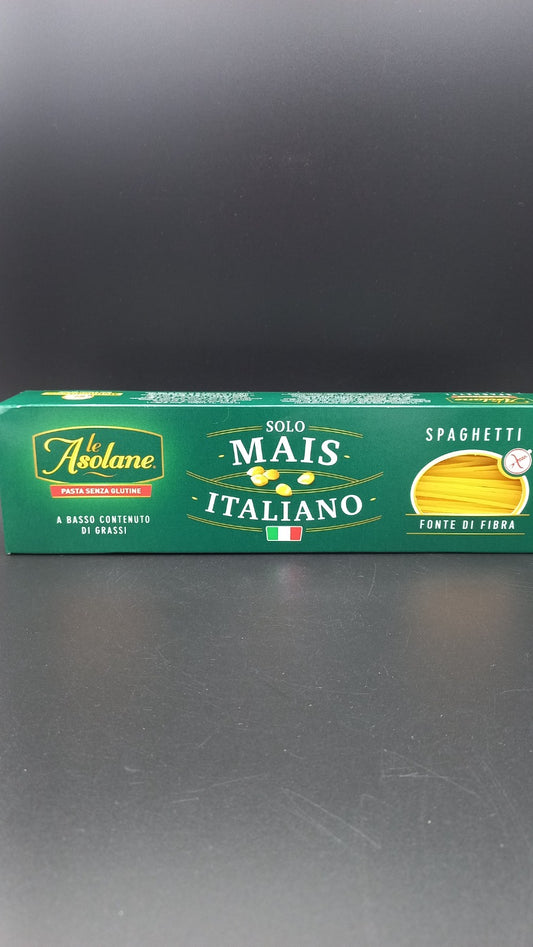 le
Asolane®
PASTA SENZA GLUTINE
A BASSO CONTENUTO
DI GRASSI
SOLO
MAIS
ITALIANO
SPAGHETTI
FONTE DI FIBRA